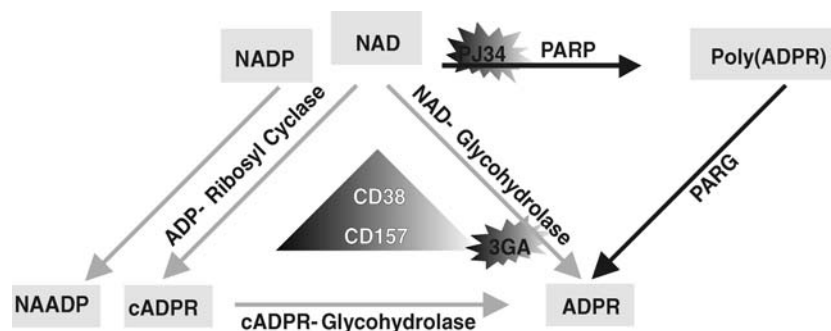 NADP
NAD
PJ34
PARP
Poly(ADPR)
ADP- Ribosyl Cyclase
NAD- Glycohydrolase
PARG
CD38
CD157
3GA
NAADP
cADPR
cADPR- Glycohydrolase
ADPR